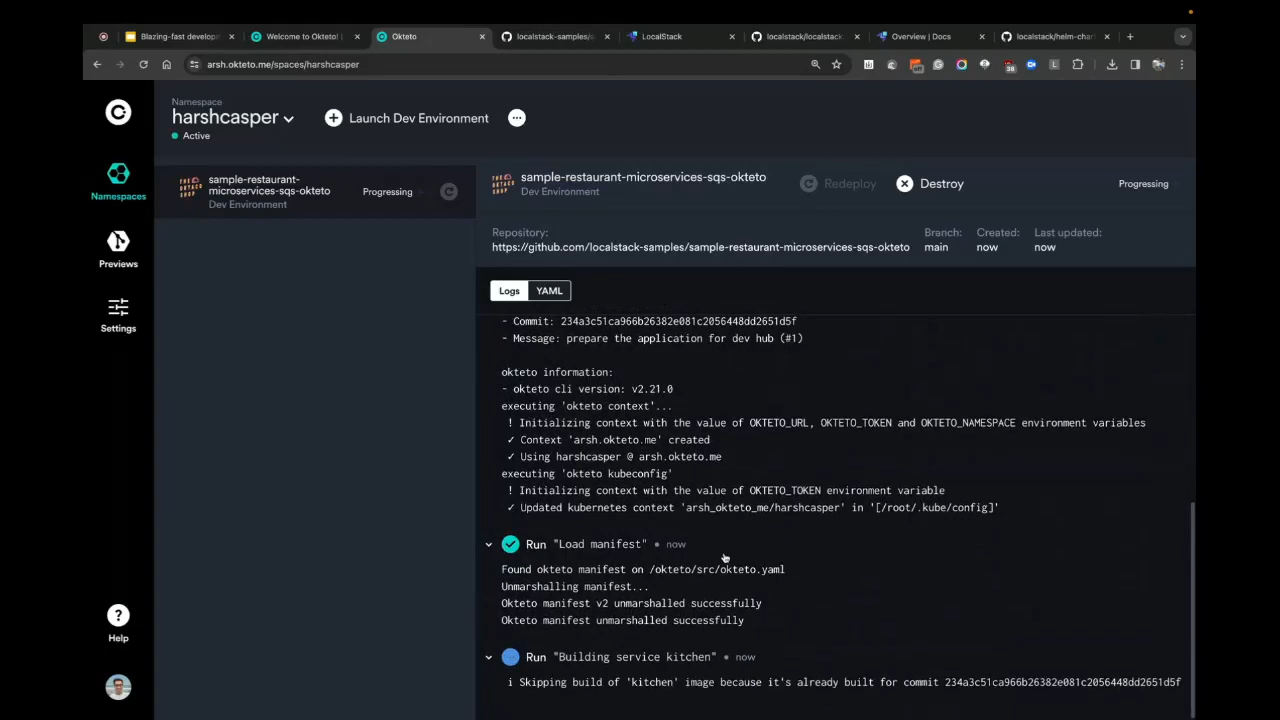 Blazing-fast developm
Welcome to Okteto! |
Okteto
localstack-samples/s
LocalStack
localstack/localstack
Overview | Docs
localstack/helm-char
arsh.okteto.me/spaces/harshcasper
38
Namespace
harshcasper
Active
Launch Dev Environment
Namespaces
Previews
Settings
Help
sample-restaurant-
microservices-sqs-okteto
Dev Environment
Progressing
sample-restaurant-microservices-sqs-okteto
Dev Environment
Redeploy
Destroy
Progressing
Repository:
https://github.com/localstack-samples/sample-restaurant-microservices-sqs-okteto
Branch:
main
Created:
now
Last updated:
now
Logs
YAML
- Commit: 234a3c51ca966b26382e081c2056448dd2651d5f
- Message: prepare the application for dev hub (#1)
okteto information:
- okteto cli version: v2.21.0
executing 'okteto context'...
! Initializing context with the value of OKTETO_URL, OKTETO_TOKEN and OKTETO_NAMESPACE environment variables
✓ Context 'arsh.okteto.me' created
✓ Using harshcasper @ arsh.okteto.me
executing 'okteto kubeconfig'
! Initializing context with the value of OKTETO_TOKEN environment variable
✓ Updated kubernetes context 'arsh_okteto_me/harshcasper' in '[/root/.kube/config]'
Run "Load manifest" • now
Found okteto manifest on /okteto/src/okteto.yaml
Unmarshalling manifest...
Okteto manifest v2 unmarshalled successfully
Okteto manifest unmarshalled successfully
Run "Building service kitchen" • now
i Skipping build of 'kitchen' image because it's already built for commit 234a3c51ca966b26382e081c2056448dd2651d5f